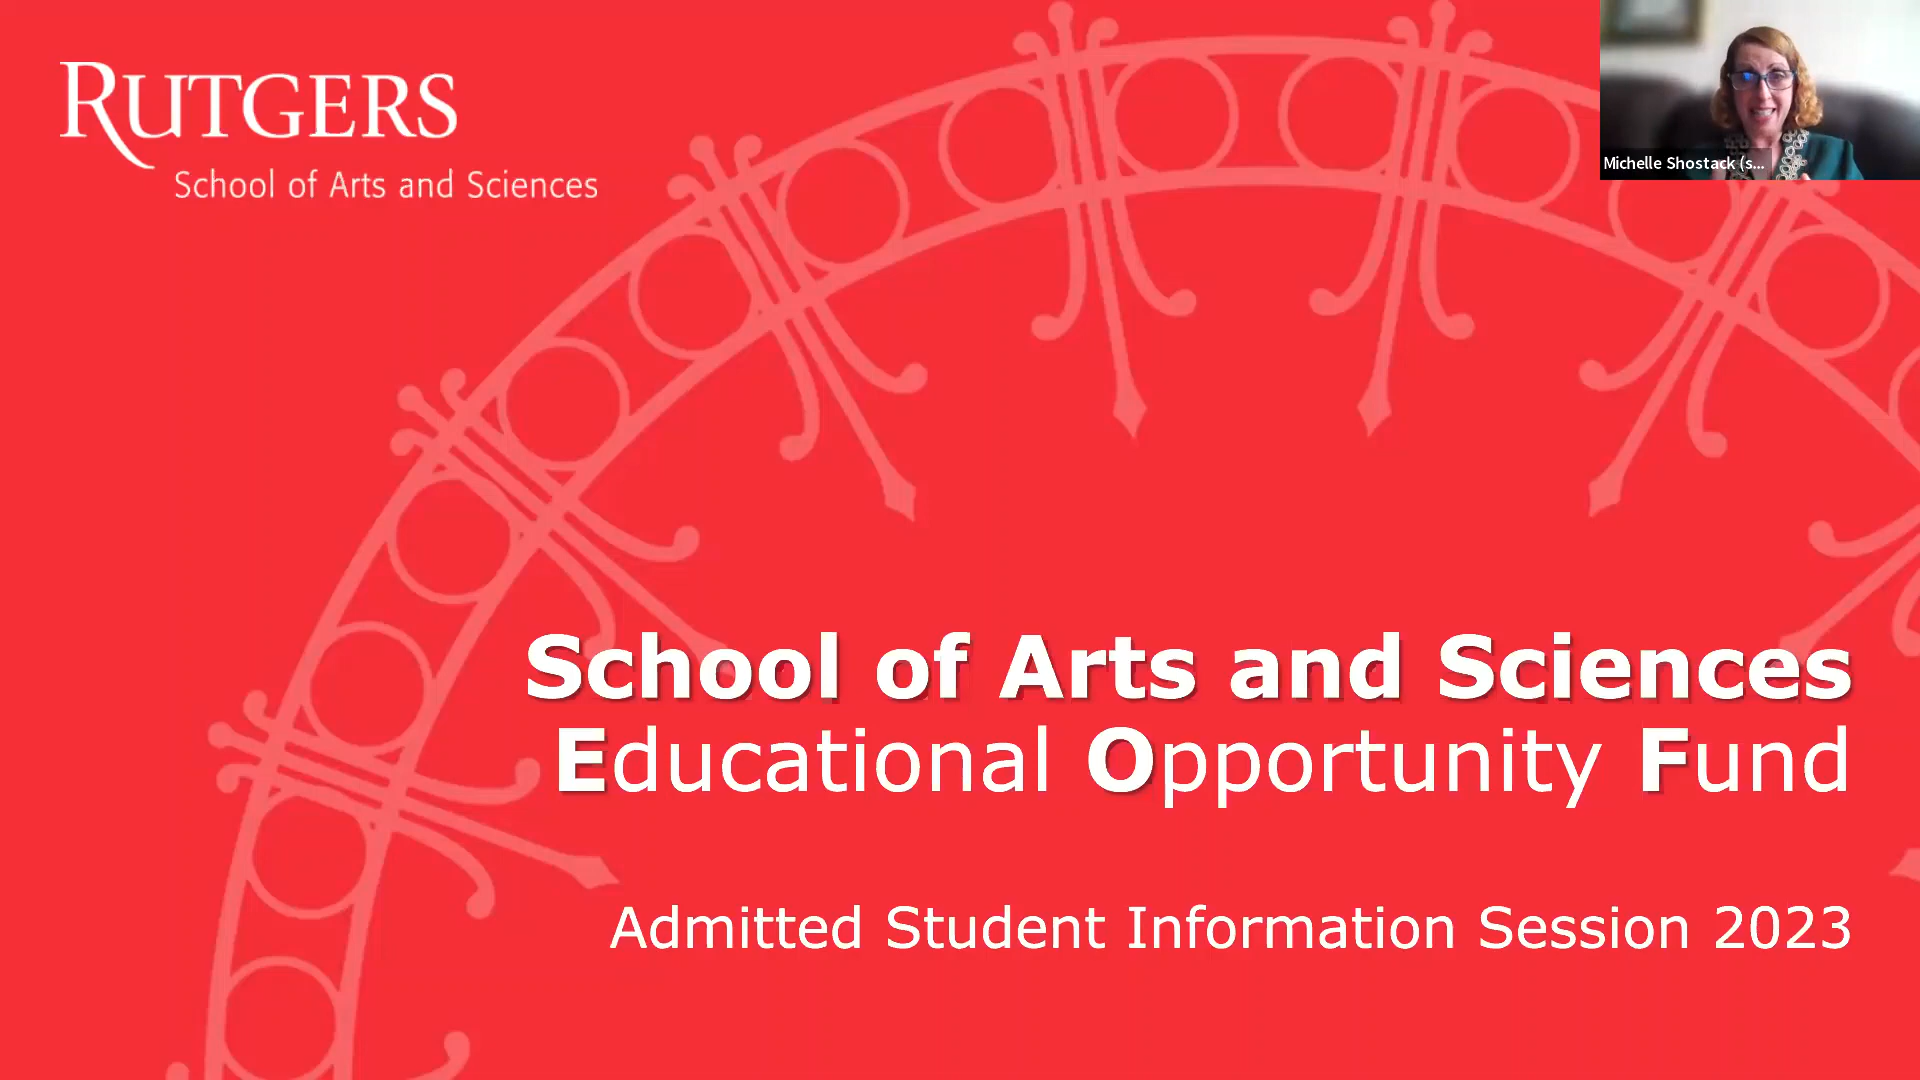 RUTGERS
School of Arts and Sciences
Michelle Shostack (s...
School of Arts and Sciences
Educational Opportunity Fund
Admitted Student Information Session 2023